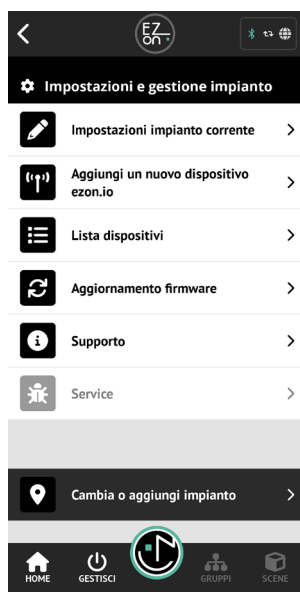 EZ
on
Impostazioni e gestione impianto
Impostazioni impianto corrente
Aggiungi un nuovo dispositivo
ezon.io
Lista dispositivi
Aggiornamento firmware
Supporto
Service
Cambia o aggiungi impianto
HOME
GESTISCI
GRUPPI
SCENE